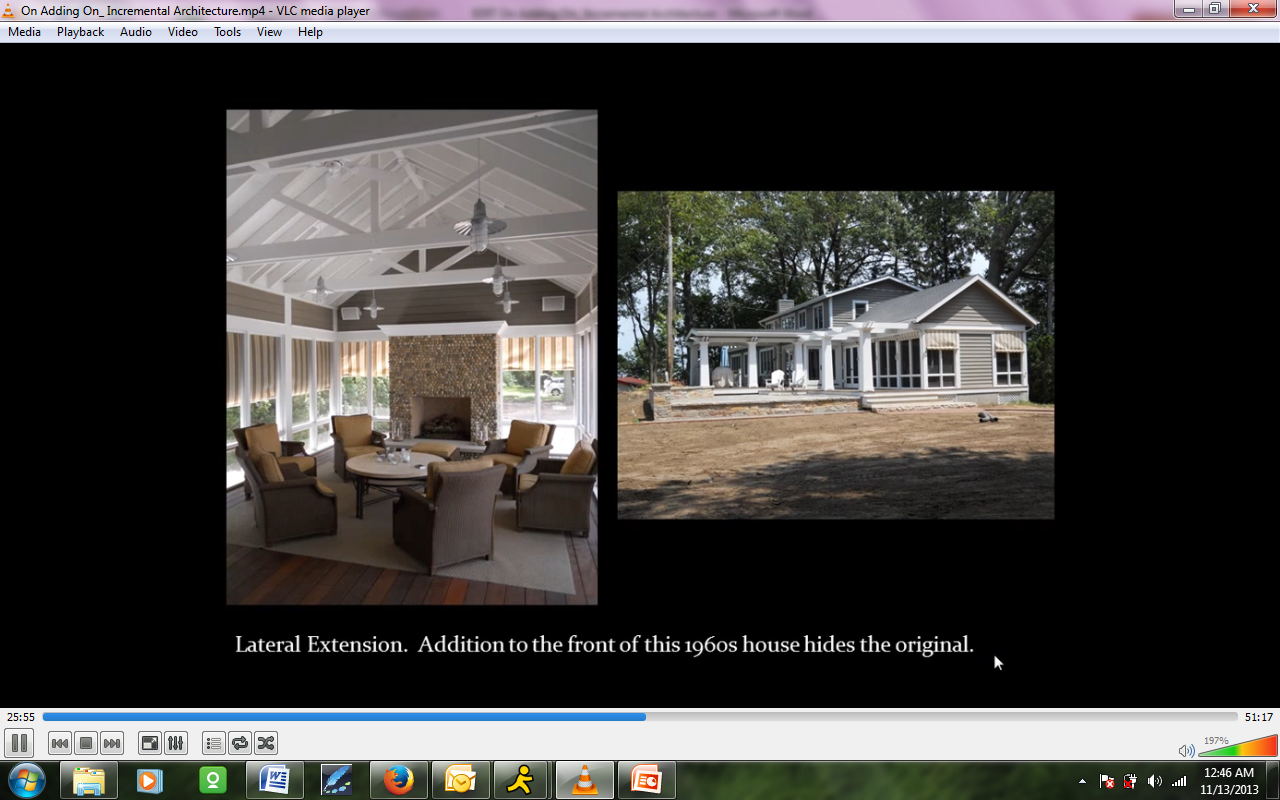 On Adding On_ Incremental Architecture.mp4 - VLC media player
Media Playback Audio Video Tools View Help
Lateral Extension. Addition to the front of this 1960s house hides the original.
25:55 51:17
197%
12:46 AM
11/13/2013